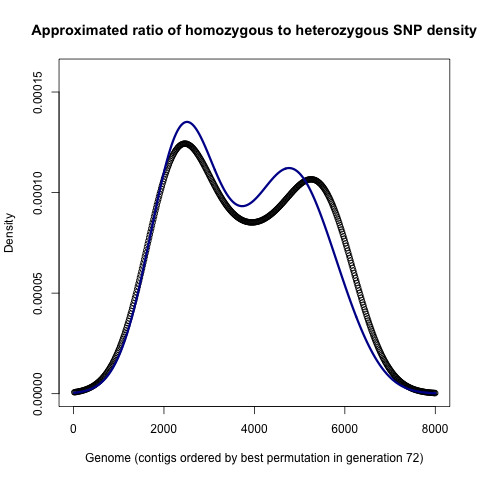 Approximated ratio of homozygous to heterozygous SNP density
0.00015
0.00010
0.00005
0.00000
Density
0 2000 4000 6000 8000
Genome (contigs ordered by best permutation in generation 72)